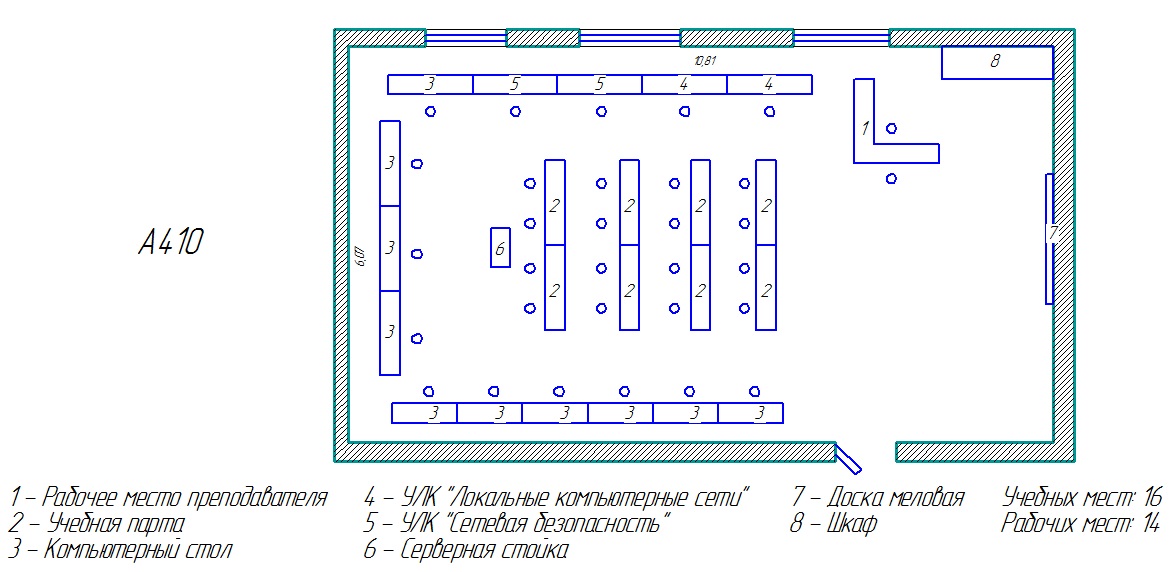 10,81
8
3 5 5 4 4
1
3
2 2 2 2
А410
6,07
3
6
7
2 2 2 2
3
3 3 3 3 3 3
1 – Рабочее место преподавателя
2 – Учебная парта
3 – Компьютерный стол
4 – УЛК "Локальные компьютерные сети"
5 – УЛК "Сетевая безопасность"
6 – Серверная стойка
7 – Доска меловая
8 – Шкаф
Учебных мест: 16
Рабочих мест: 14